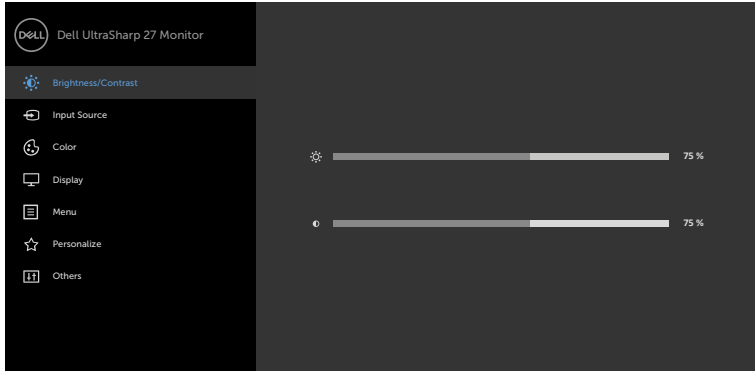 DELL Dell UltraSharp 27 Monitor
Brightness/Contrast
Input Source
Color
75 %
Display
Menu
75 %
Personalize
Others